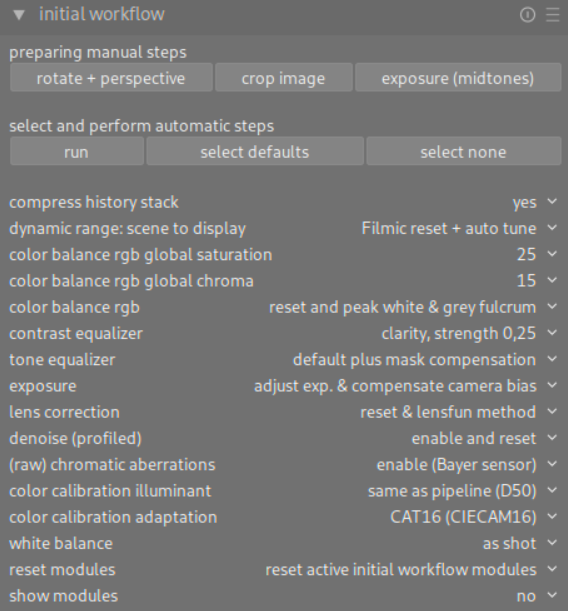 initial workflow
preparing manual steps
rotate + perspective crop image exposure (midtones)
select and perform automatic steps
run select defaults select none
compress history stack yes
dynamic range: scene to display Filmic reset + auto tune
color balance rgb global saturation 25
color balance rgb global chroma 15
color balance rgb reset and peak white & grey fulcrum
contrast equalizer clarity, strength 0,25
tone equalizer default plus mask compensation
exposure adjust exp. & compensate camera bias
lens correction reset & lensfun method
denoise (profiled) enable and reset
(raw) chromatic aberrations enable (Bayer sensor)
color calibration illuminant same as pipeline (D50)
color calibration adaptation CAT16 (CIECAM16)
white balance as shot
reset modules reset active initial workflow modules
show modules no